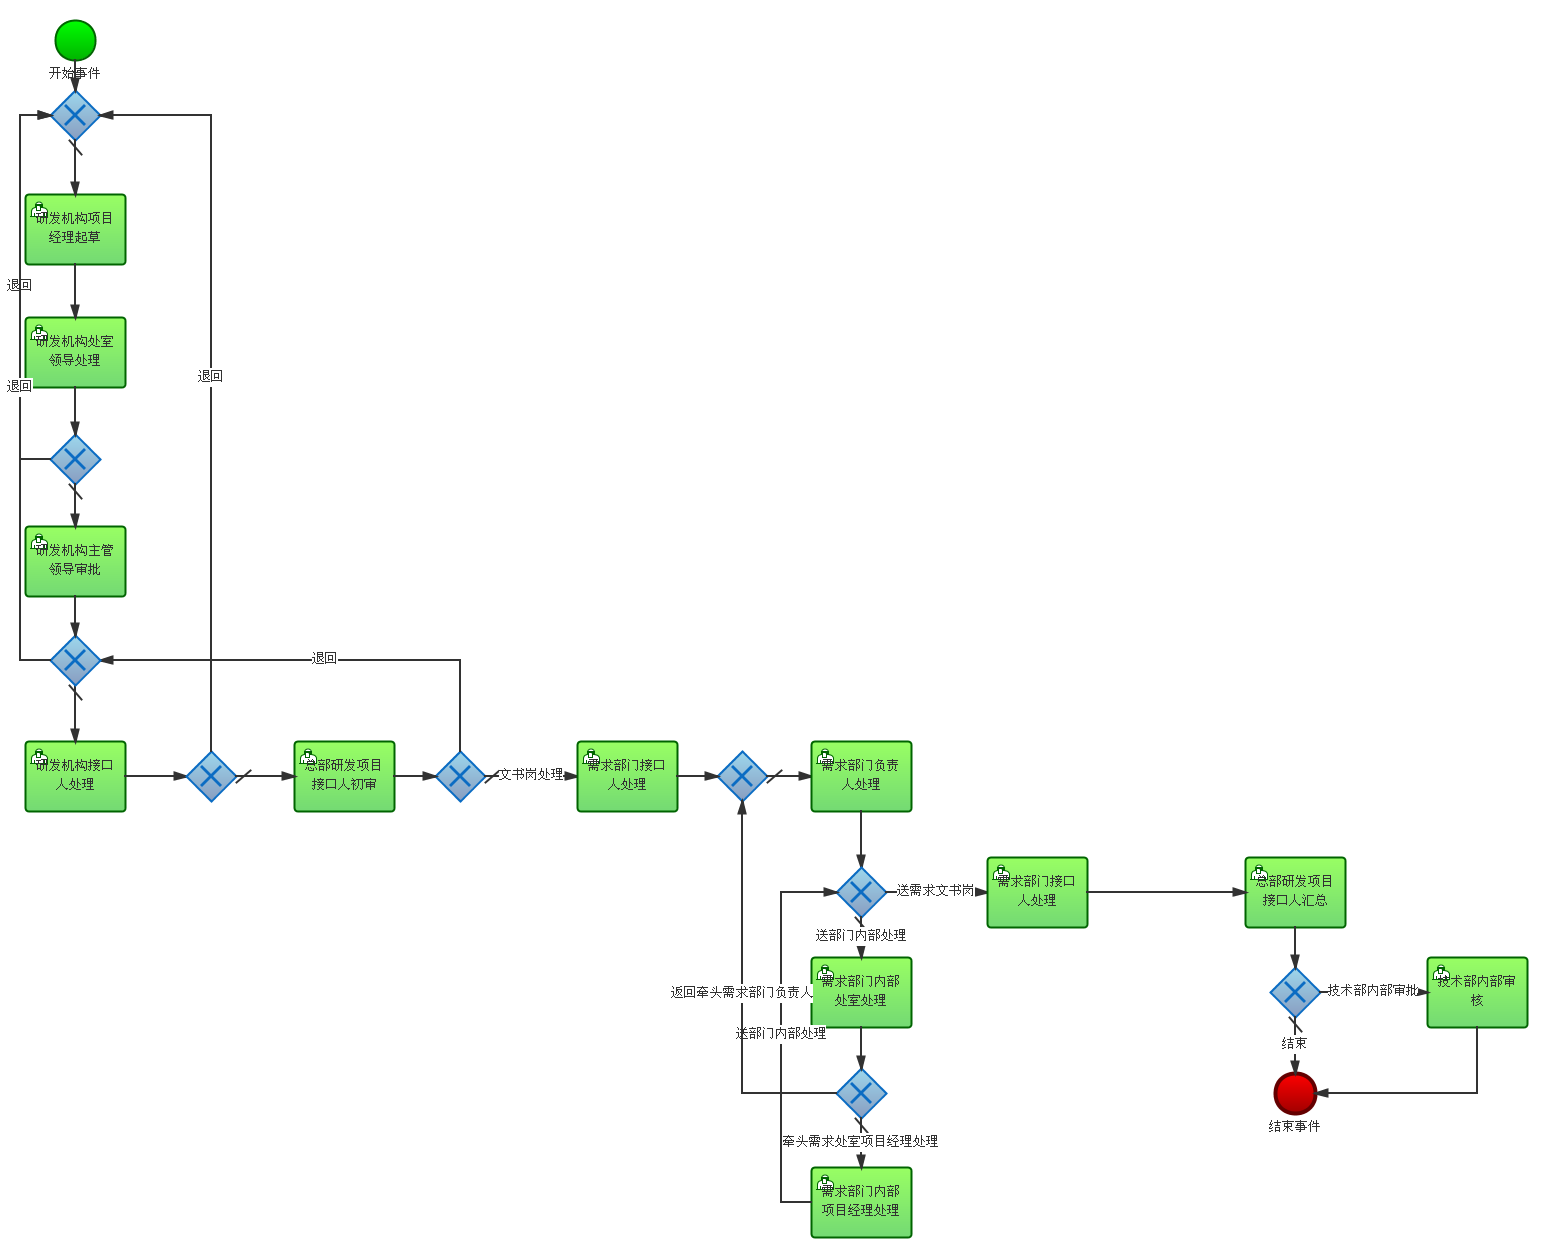 开始事件
研发机构项目
经理起草
退回
研发机构处室
领导处理
退回
退回
研发机构主管
领导审批
退回
研发机构接口
人处理
总部研发项目
接口人初审
文书岗处理
需求部门接口
人处理
需求部门负责
人处理
送需求文书岗
需求部门接口
人处理
总部研发项目
接口人汇总
送部门内部处理
需求部门内部
处室处理
返回牵头需求部门负责人
送部门内部处理
技术部内部审批
技术部内部审
核
结束
结束事件
牵头需求处室项目经理处理
需求部门内部
项目经理处理